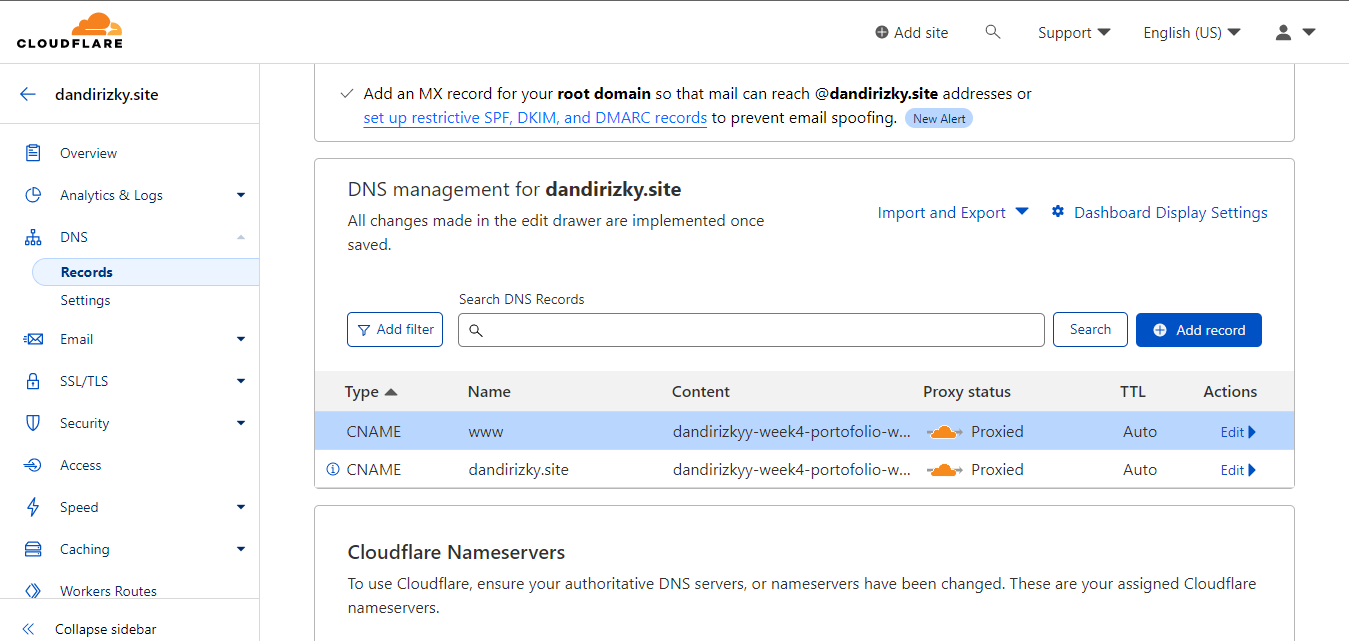 CLOUDFLARE
Add site
Support
English (US)
dandirizky.site
Overview
Analytics & Logs
DNS
Records
Settings
Email
SSL/TLS
Security
Access
Speed
Caching
Workers Routes
Collapse sidebar
Add an MX record for your root domain so that mail can reach @dandirizky.site addresses or
set up restrictive SPF, DKIM, and DMARC records to prevent email spoofing. New Alert
DNS management for dandirizky.site
All changes made in the edit drawer are implemented once
saved.
Import and Export
Dashboard Display Settings
Search DNS Records
Add filter
Search
Add record
Type Name Content Proxy status TTL Actions
CNAME www dandirizkyy-week4-portofolio-w... Proxied Auto Edit
CNAME dandirizky.site dandirizkyy-week4-portofolio-w... Proxied Auto Edit
Cloudflare Nameservers
To use Cloudflare, ensure your authoritative DNS servers, or nameservers have been changed. These are your assigned Cloudflare
nameservers.